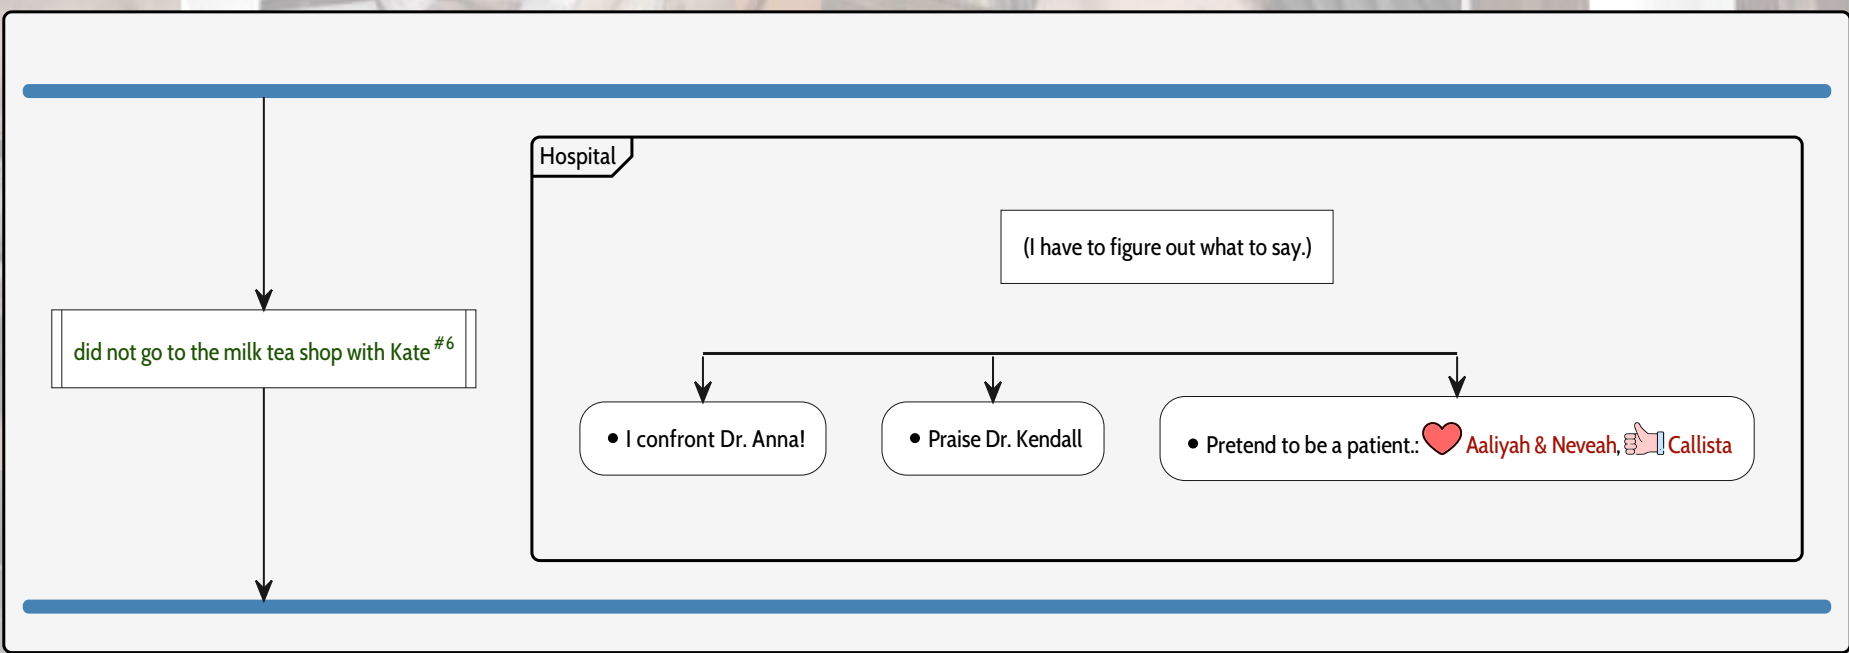 Hospital
(I have to figure out what to say.)
did not go to the milk tea shop with Kate #6
• I confront Dr. Anna!
• Praise Dr. Kendall
• Pretend to be a patient.: Aaliyah & Neveah, Callista